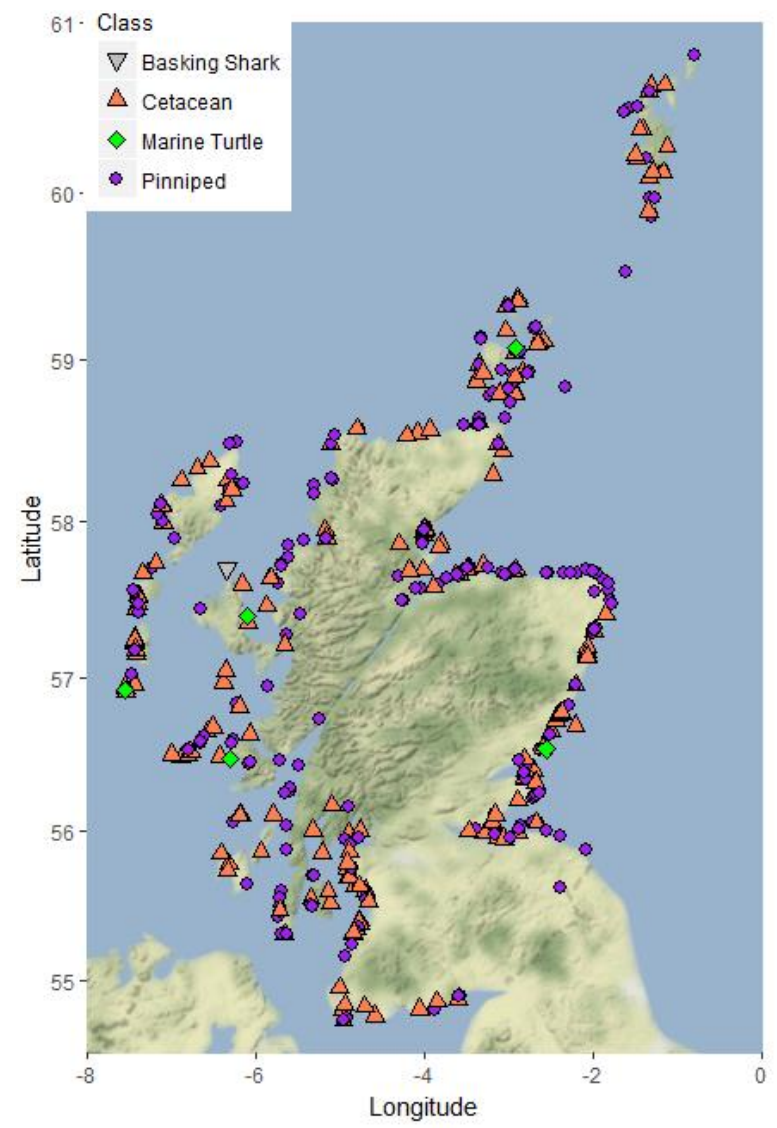 Class
Basking Shark
Cetacean
Marine Turtle
Pinniped
61
60
59
58
57
56
55
Latitude
-8
-6
-4
-2
0
Longitude